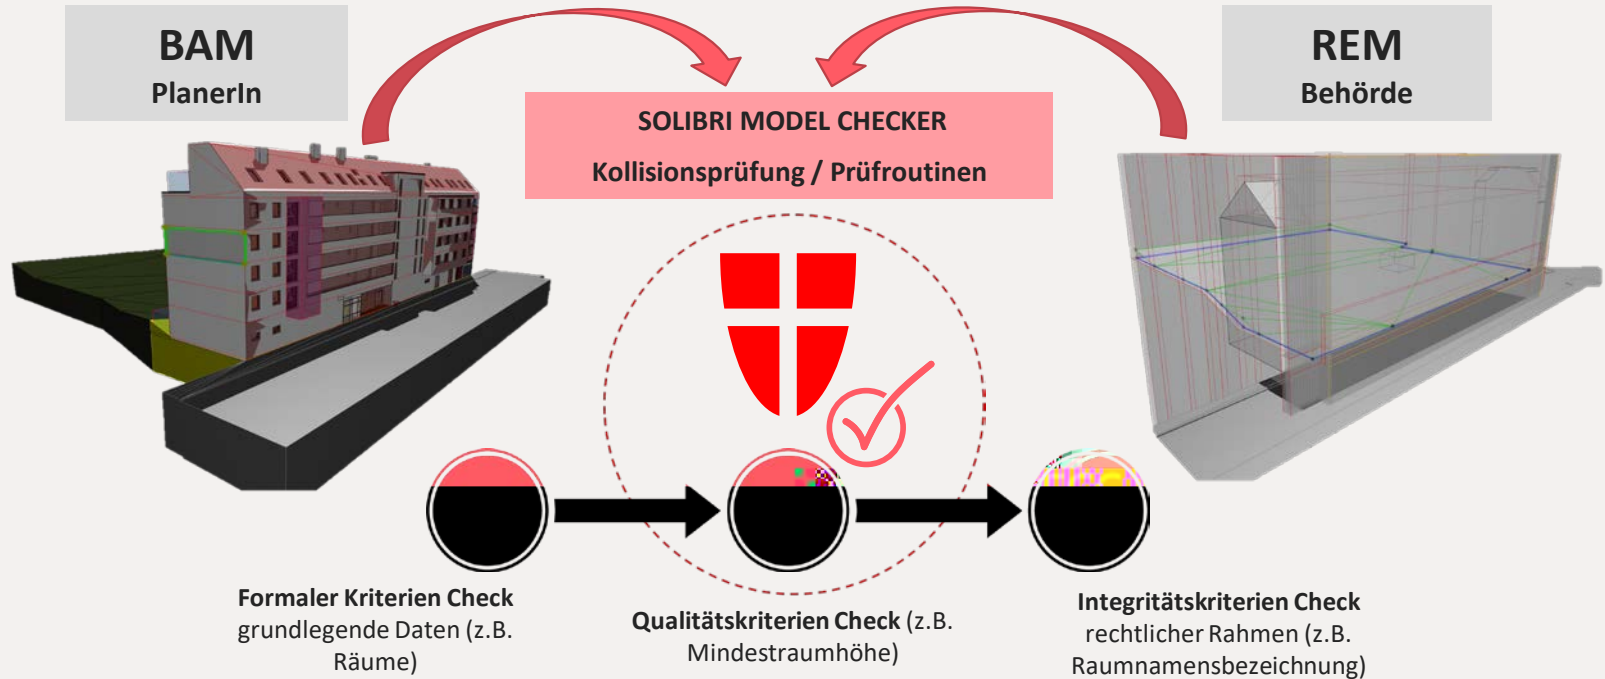 BAM
PlanerIn
SOLIBRI MODEL CHECKER
Kollisionsprüfung / Prüfroutinen
REM
Behörde
Formaler Kriterien Check
grundlegende Daten (z.B.
Räume)
Qualitätskriterien Check (z.B.
Mindestraumhöhe)
Integritätskriterien Check
rechtlicher Rahmen (z.B.
Raumnamensbezeichnung)